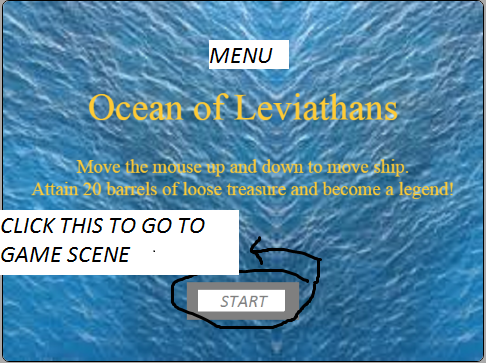 MENU
Ocean of Leviathans
Move the mouse up and down to move ship.
Attain 20 barrels of loose treasure and become a legend!
CLICK THIS TO GO TO
GAME SCENE
START